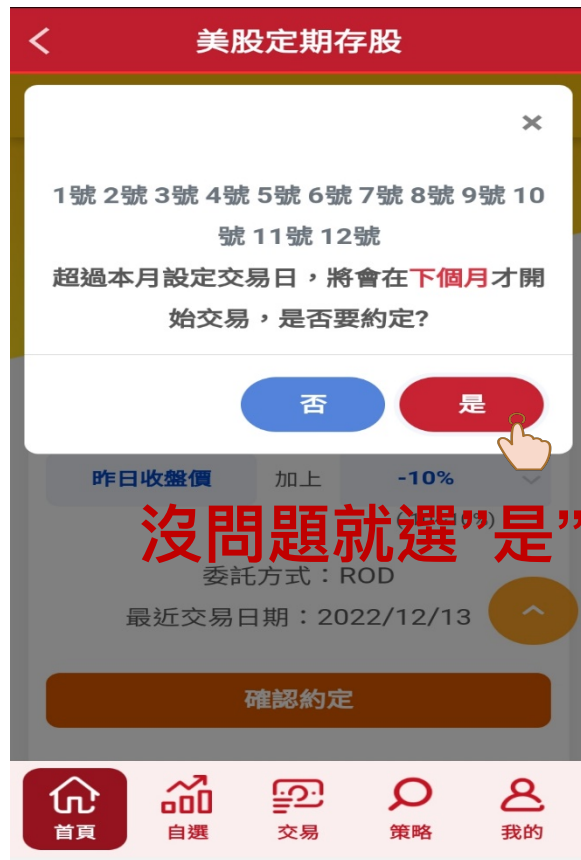 美股定期存股
×
1號 2號 3號 4號 5號 6號 7號 8號 9號 10
號 11號 12號
超過本月設定交易日，將會在下個月才開
始交易，是否要約定?
否
是
昨日收盤價 加上 -10%
沒問題就選”是”
委託方式：ROD
最近交易日期：2022/12/13
確認約定
首頁 自選 交易 策略 我的